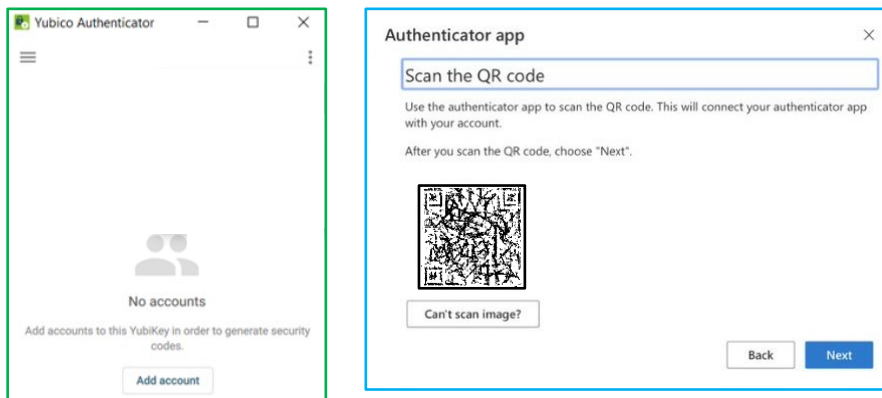 Yubico Authenticator
No accounts
Add accounts to this YubiKey in order to generate security
codes.
Add account
Authenticator app
Scan the QR code
Use the authenticator app to scan the QR code. This will connect your authenticator app
with your account.
After you scan the QR code, choose "Next".
Can't scan image?
Back
Next